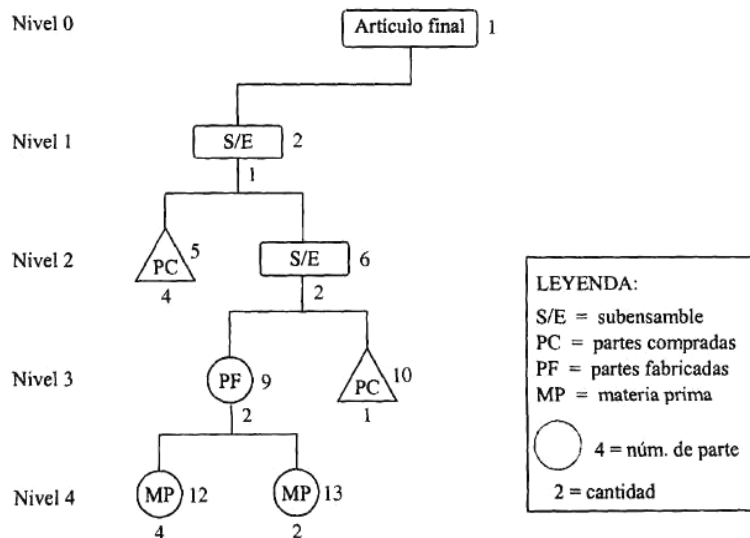 Nivel 0
Artículo final 1
Nivel 1
S/E 2
1
Nivel 2
PC 5
4
S/E 6
2
Nivel 3
PF 9
2
PC 10
1
Nivel 4
MP 12
4
MP 13
2
LEYENDA:
S/E = subensamble
PC = partes compradas
PF = partes fabricadas
MP = materia prima
4 = núm. de parte
2 = cantidad